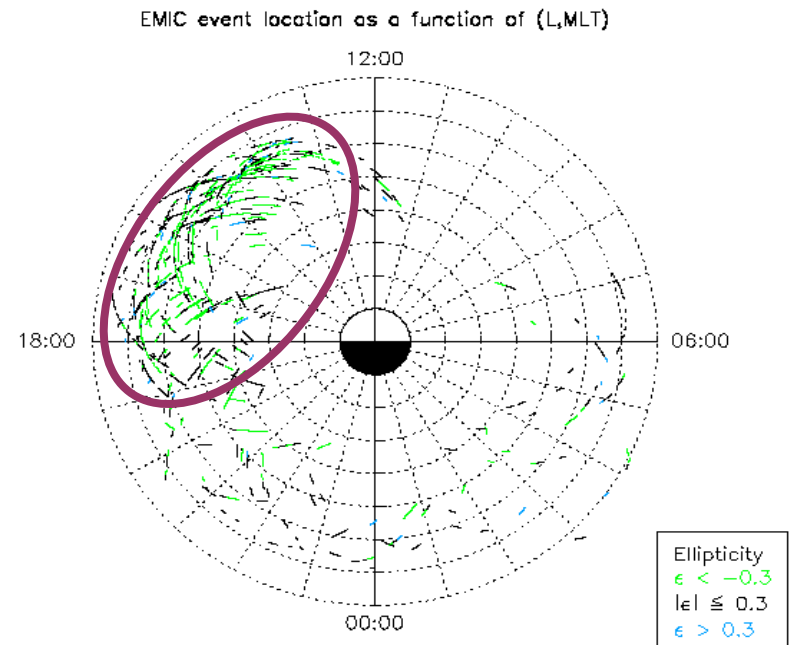 EMIC event location as a function of (L,MLT)
12:00
18:00
06:00
00:00
Ellipticity
ϵ < −0.3
|ϵ| ≦ 0.3
ϵ > 0.3